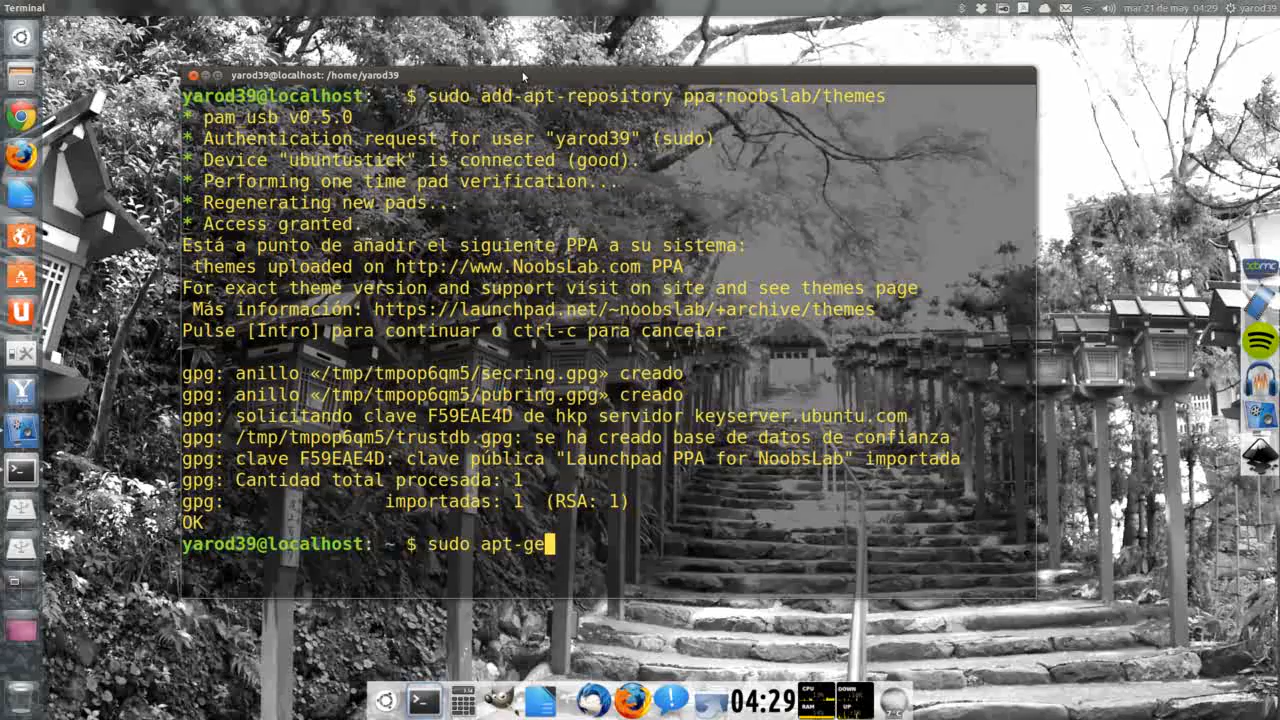 Terminal
mar 21 de may 04:29
yarod39
yarod39@localhost: /home/yarod39
yarod39@localhost: $ sudo add-apt-repository ppa:noobslab/themes
* pam_usb v0.5.0
* Authentication request for user "yarod39" (sudo)
* Device "ubuntustick" is connected (good).
* Performing one time pad verification...
* Regenerating new pads...
* Access granted.
Está a punto de añadir el siguiente PPA a su sistema:
themes uploaded on http://www.NoobsLab.com PPA
For exact theme version and support visit on site and see themes page
Más información: https://launchpad.net/~noobslab/+archive/themes
Pulse [Intro] para continuar o ctrl-c para cancelar
gpg: anillo «/tmp/tmpop6qm5/secring.gpg» creado
gpg: anillo «/tmp/tmpop6qm5/pubring.gpg» creado
gpg: solicitando clave F59EAE4D de hkp servidor keyserver.ubuntu.com
gpg: /tmp/tmpop6qm5/trustdb.gpg: se ha creado base de datos de confianza
gpg: clave F59EAE4D: clave pública "Launchpad PPA for NoobsLab" importada
gpg: Cantidad total procesada: 1
gpg: importadas: 1 (RSA: 1)
OK
yarod39@localhost: ~ $ sudo apt-ge
xbmc
04:29
CPU
DOWN
RAM
UP